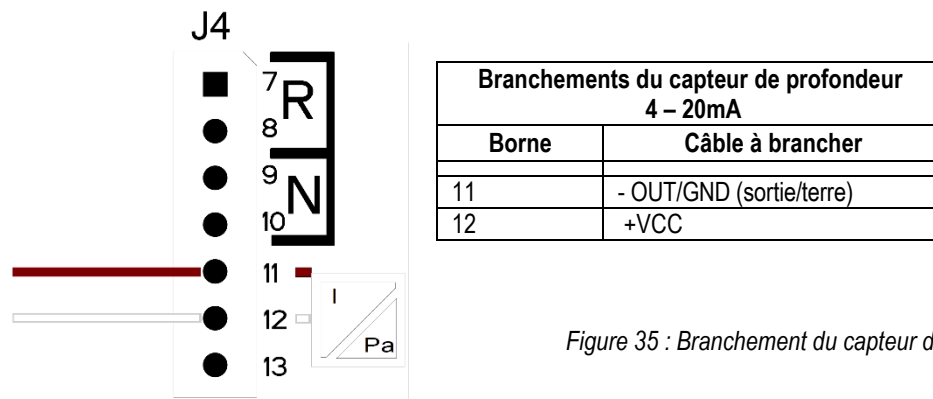 J4
7
R
8
9
N
10
11
12
13
I
Pa
Branchements du capteur de profondeur
4 – 20mA
Borne Câble à brancher
11 - OUT/GND (sortie/terre)
12 +VCC
Figure 35 : Branchement du capteur d